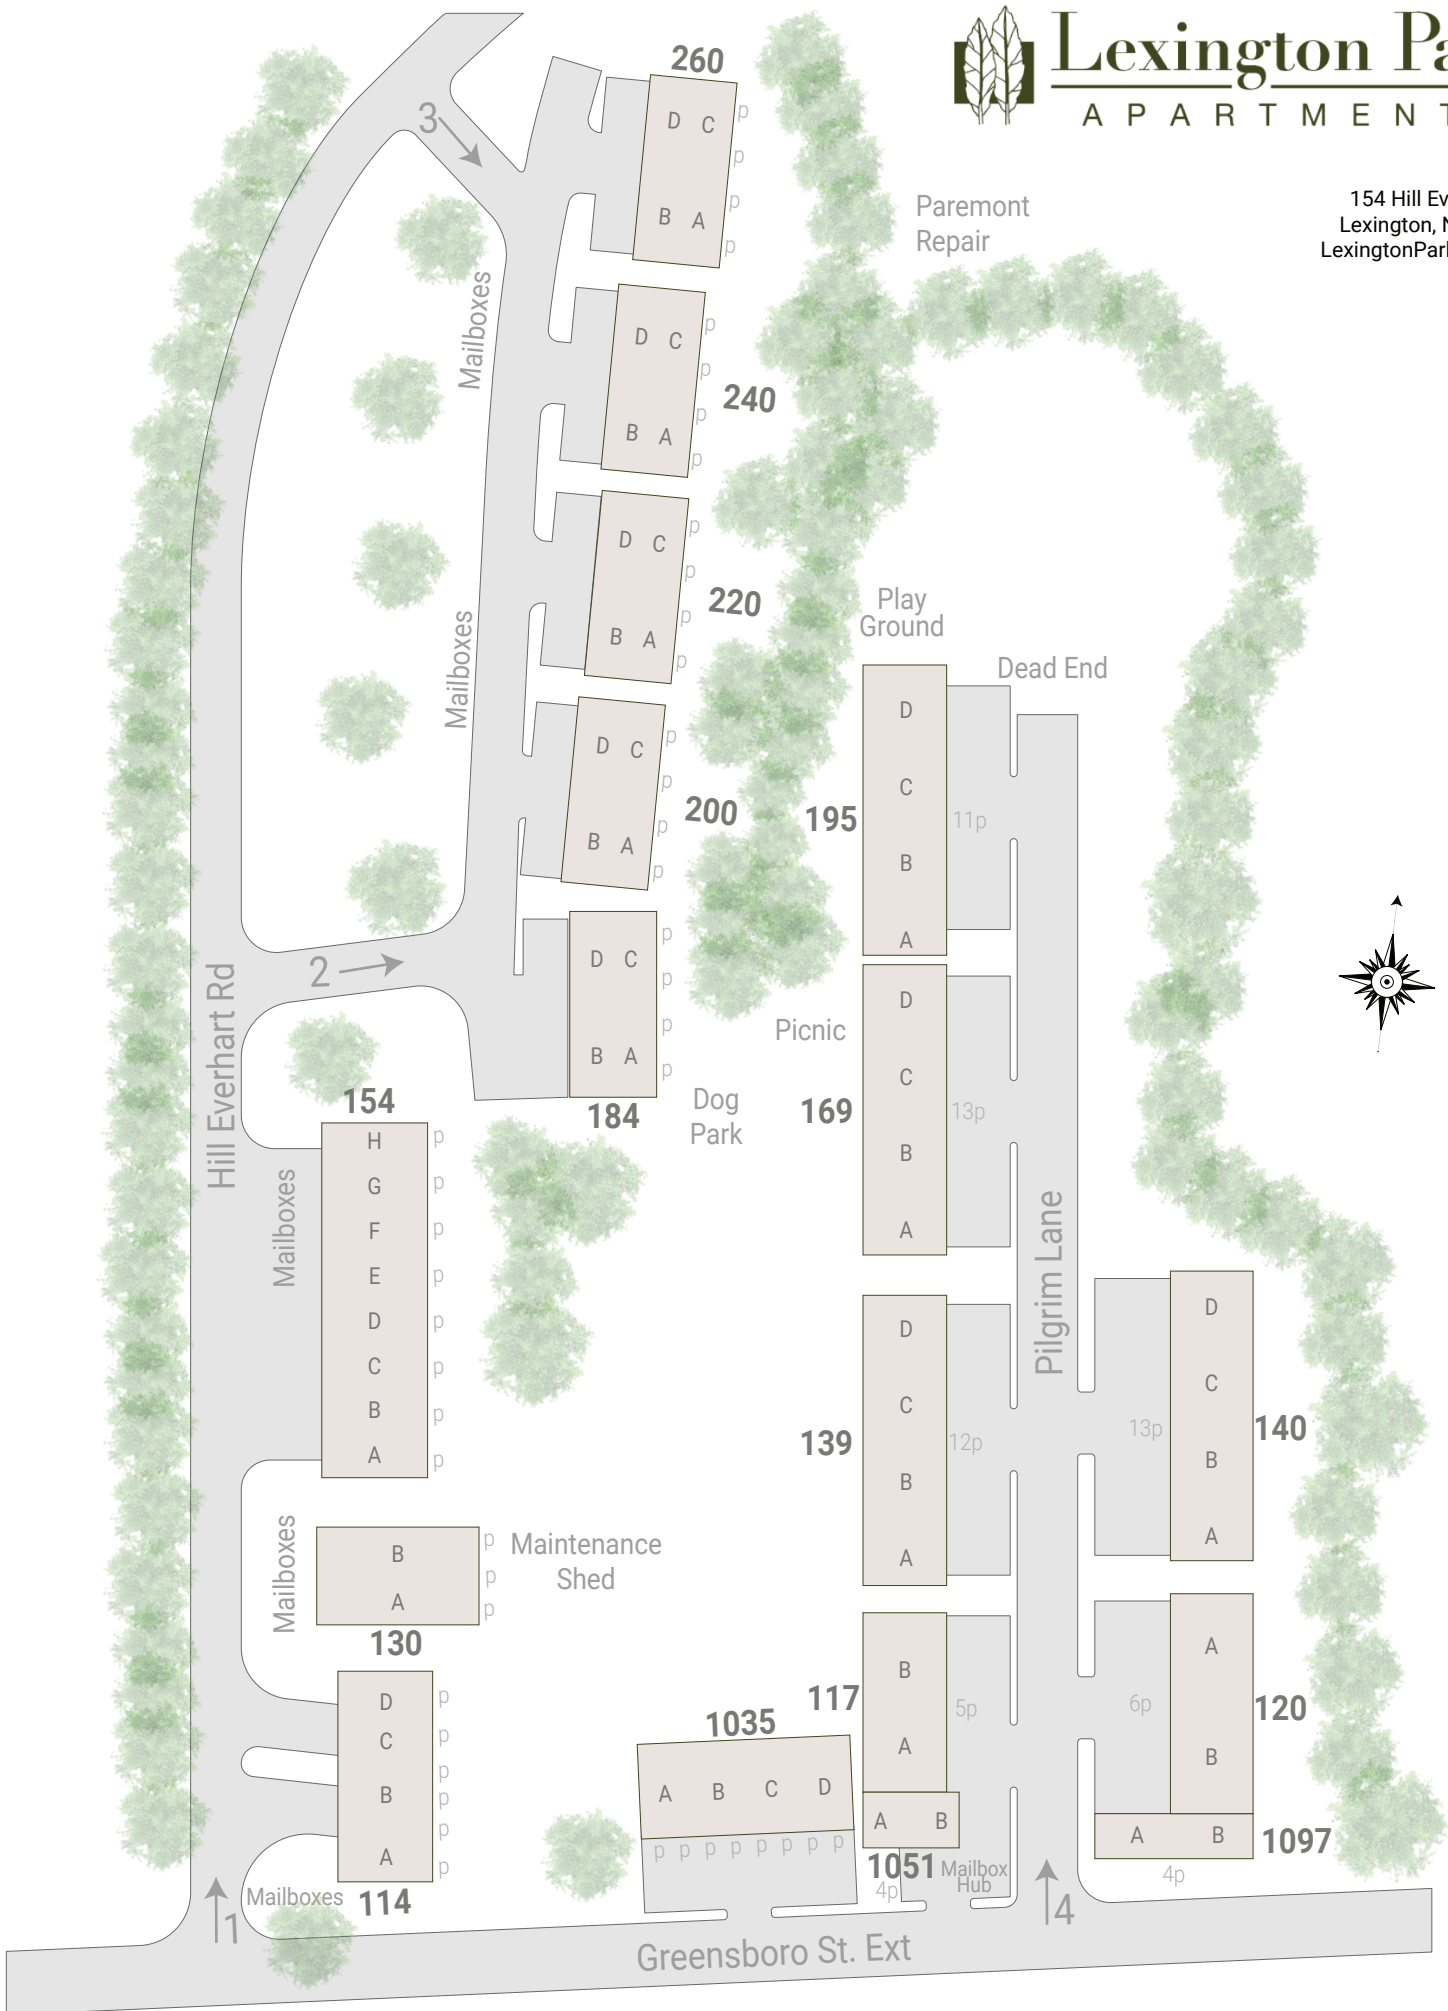 Lexington Pa
APARTMENT
154 Hill Ev
Lexington, N
LexingtonPark
260
D C
B A
p
p
p
p
3
Paremont
Repair
Mailboxes
240
D C
B A
p
p
p
p
220
D C
B A
p
p
p
p
Mailboxes
200
D C
B A
p
p
p
p
2
184
D C
B A
p
p
p
p
Play
Ground
Dead End
195
D
C
B
A
11p
Picnic
169
D
C
B
A
13p
Dog
Park
Hill Everhart Rd
154
H
G
F
E
D
C
B
A
p
p
p
p
p
p
p
p
Mailboxes
Pilgrim Lane
139
D
C
B
A
12p
140
D
C
B
A
13p
Mailboxes
B
A
130
p
p
p
Maintenance
Shed
D
C
B
A
114
p
p
p
p
p
p
Mailboxes
1
1035
A B C D
p p p p p p p p
117
B
A
5p
A B
1051
4p
Mailbox
Hub
120
A
B
6p
A B
1097
4p
4
Greensboro St. Ext